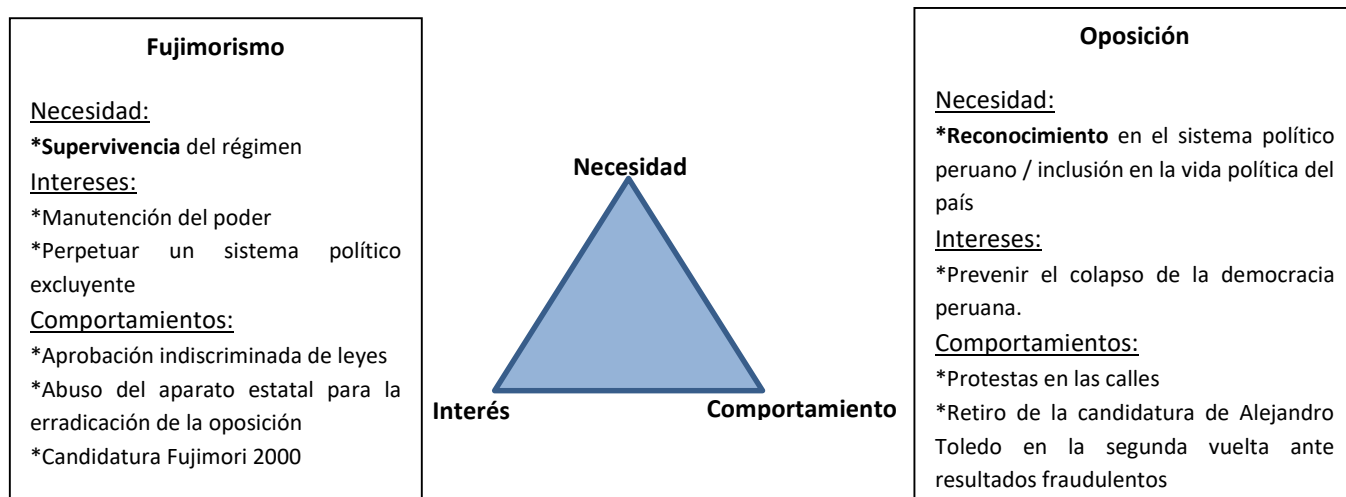 Fujimorismo
Necesidad:
*Supervivencia del régimen
Intereses:
*Manutención del poder
*Perpetuar un sistema político
excluyente
Comportamientos:
*Aprobación indiscriminada de leyes
*Abuso del aparato estatal para la
erradicación de la oposición
*Candidatura Fujimori 2000
Necesidad
Interés
Comportamiento
Oposición
Necesidad:
*Reconocimiento en el sistema político
peruano / inclusión en la vida política del
país
Intereses:
*Prevenir el colapso de la democracia
peruana.
Comportamientos:
*Protestas en las calles
*Retiro de la candidatura de Alejandro
Toledo en la segunda vuelta ante
resultados fraudulentos